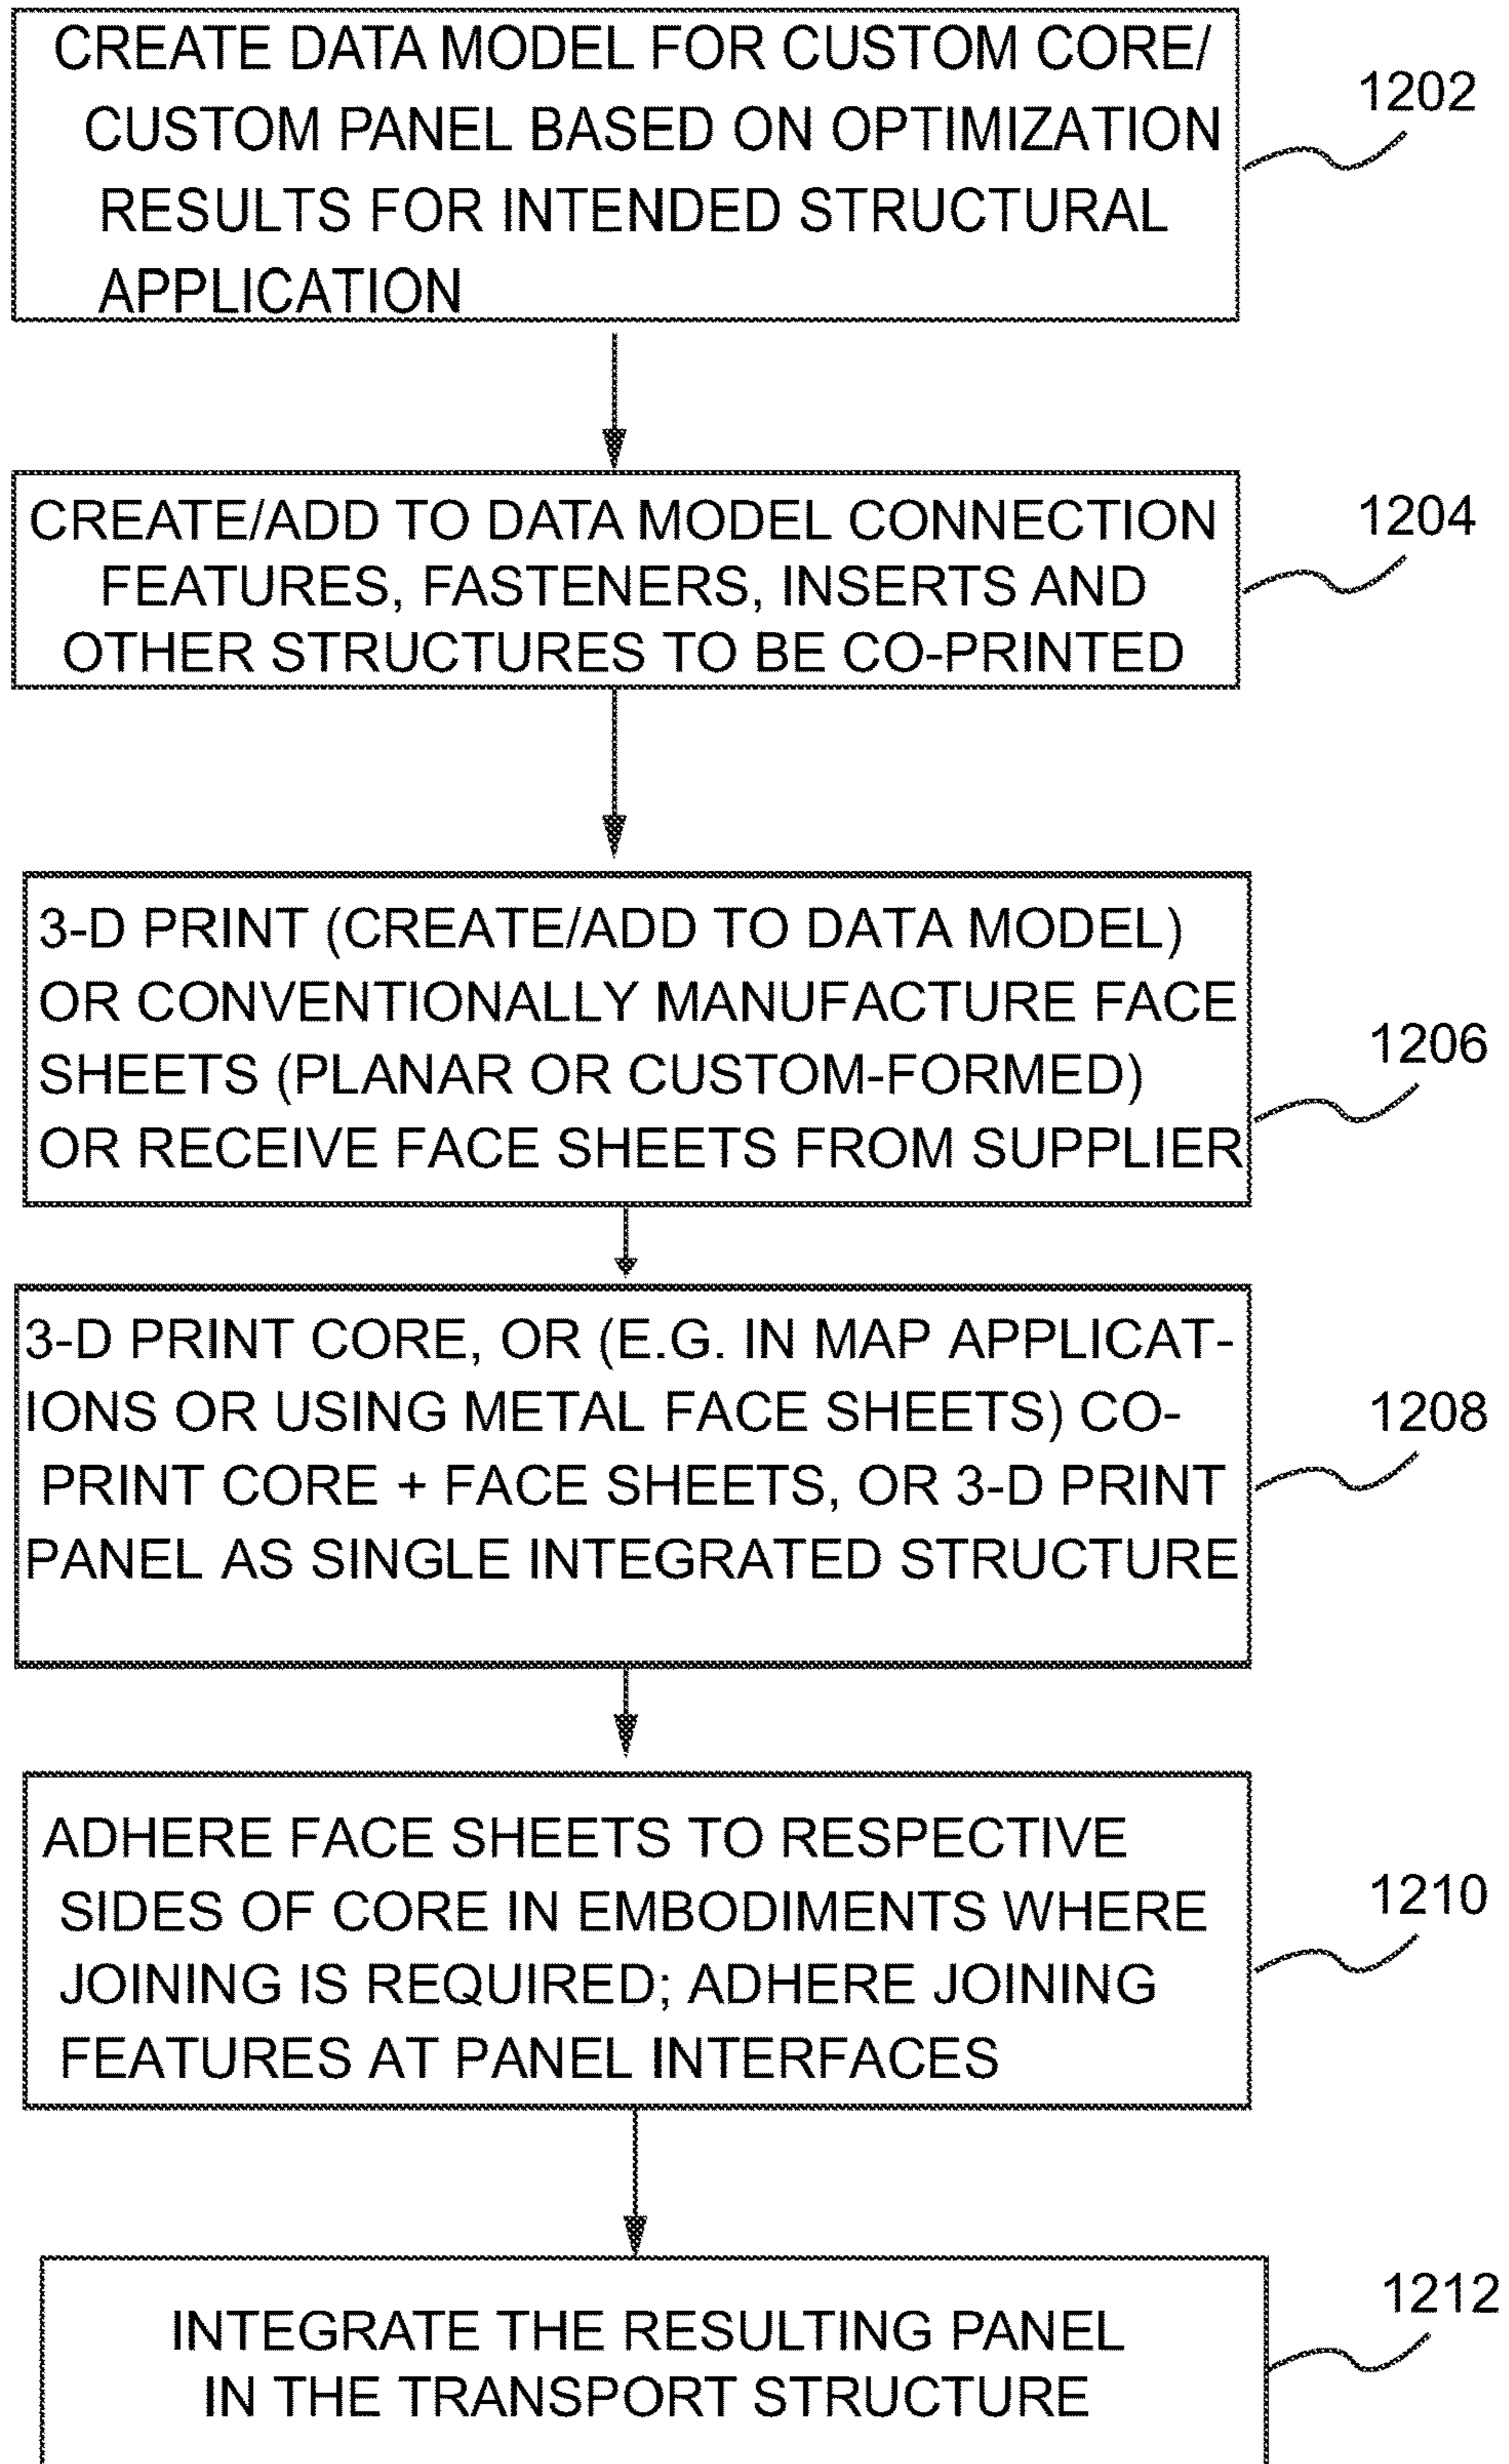 CREATE DATA MODEL FOR CUSTOM CORE/
CUSTOM PANEL BASED ON OPTIMIZATION
RESULTS FOR INTENDED STRUCTURAL
APPLICATION
1202
CREATE/ADD TO DATA MODEL CONNECTION
FEATURES, FASTENERS, INSERTS AND
OTHER STRUCTURES TO BE CO-PRINTED
1204
3-D PRINT (CREATE/ADD TO DATA MODEL)
OR CONVENTIONALLY MANUFACTURE FACE
SHEETS (PLANAR OR CUSTOM-FORMED)
OR RECEIVE FACE SHEETS FROM SUPPLIER
1206
3-D PRINT CORE, OR (E.G. IN MAP APPLICAT-
IONS OR USING METAL FACE SHEETS) CO-
PRINT CORE + FACE SHEETS, OR 3-D PRINT
PANEL AS SINGLE INTEGRATED STRUCTURE
1208
ADHERE FACE SHEETS TO RESPECTIVE
SIDES OF CORE IN EMBODIMENTS WHERE
JOINING IS REQUIRED; ADHERE JOINING
FEATURES AT PANEL INTERFACES
1210
INTEGRATE THE RESULTING PANEL
IN THE TRANSPORT STRUCTURE
1212